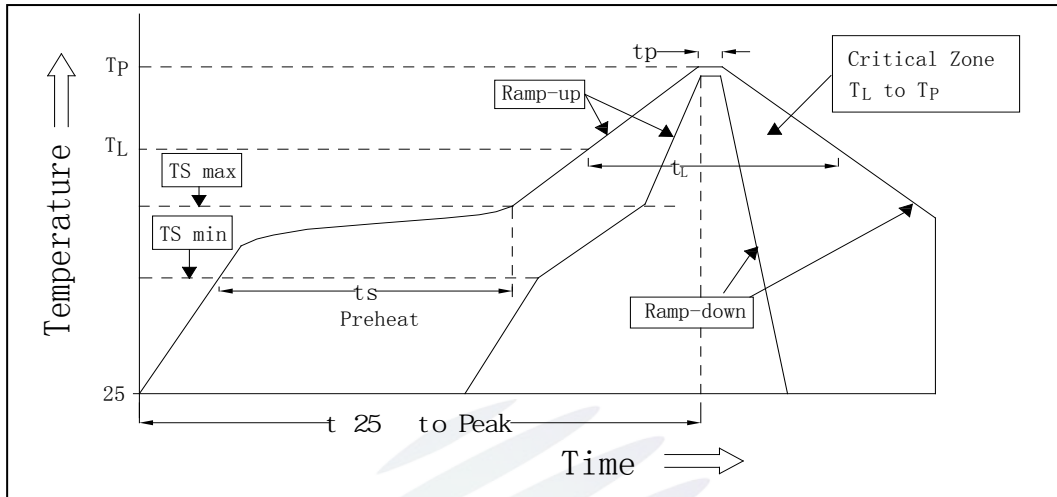 tp
Critical Zone
TL to TP
TP
Ramp-up
TL
TS max
tL
TS min
ts
Preheat
Ramp-down
25
t 25 to Peak
Time
Temperature